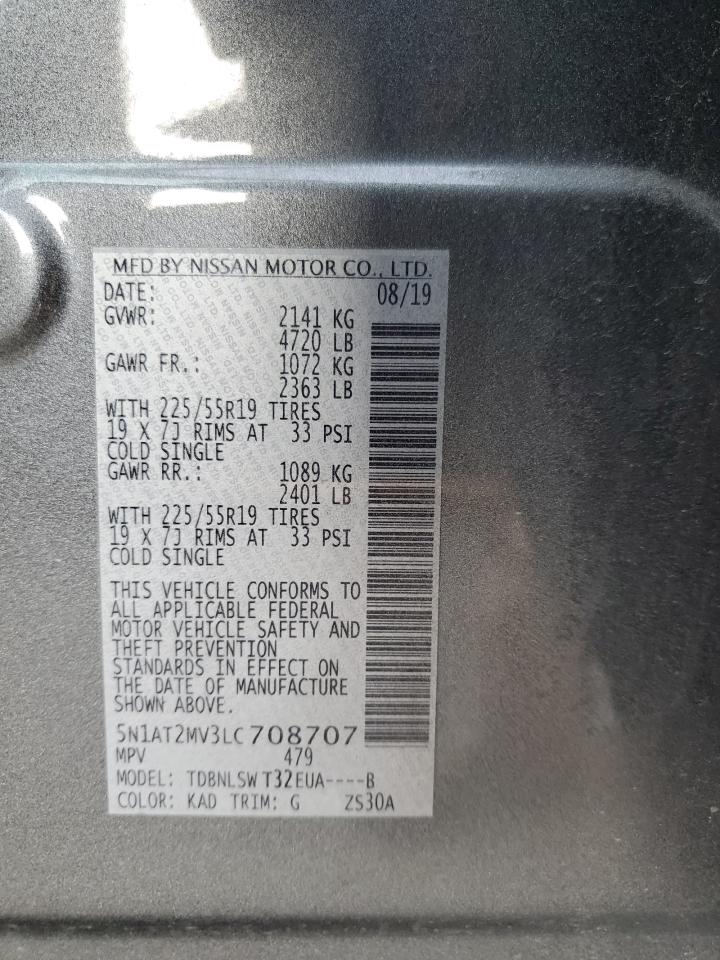 MFD BY NISSAN MOTOR CO., LTD.
DATE: 08/19
GVWR: 2141 KG
4720 LB
GAWR FR.: 1072 KG
2363 LB
WITH 225/55R19 TIRES
19 X 7J RIMS AT 33 PSI
COLD SINGLE
GAWR RR.: 1089 KG
2401 LB
WITH 225/55R19 TIRES
19 X 7J RIMS AT 33 PSI
COLD SINGLE
THIS VEHICLE CONFORMS TO
ALL APPLICABLE FEDERAL
MOTOR VEHICLE SAFETY AND
THEFT PREVENTION
STANDARDS IN EFFECT ON
THE DATE OF MANUFACTURE
SHOWN ABOVE.
5N1AT2MV3LC708707
MPV 479
MODEL: TDBNLSW T32EUA----B
COLOR: KAD TRIM: G ZS30A